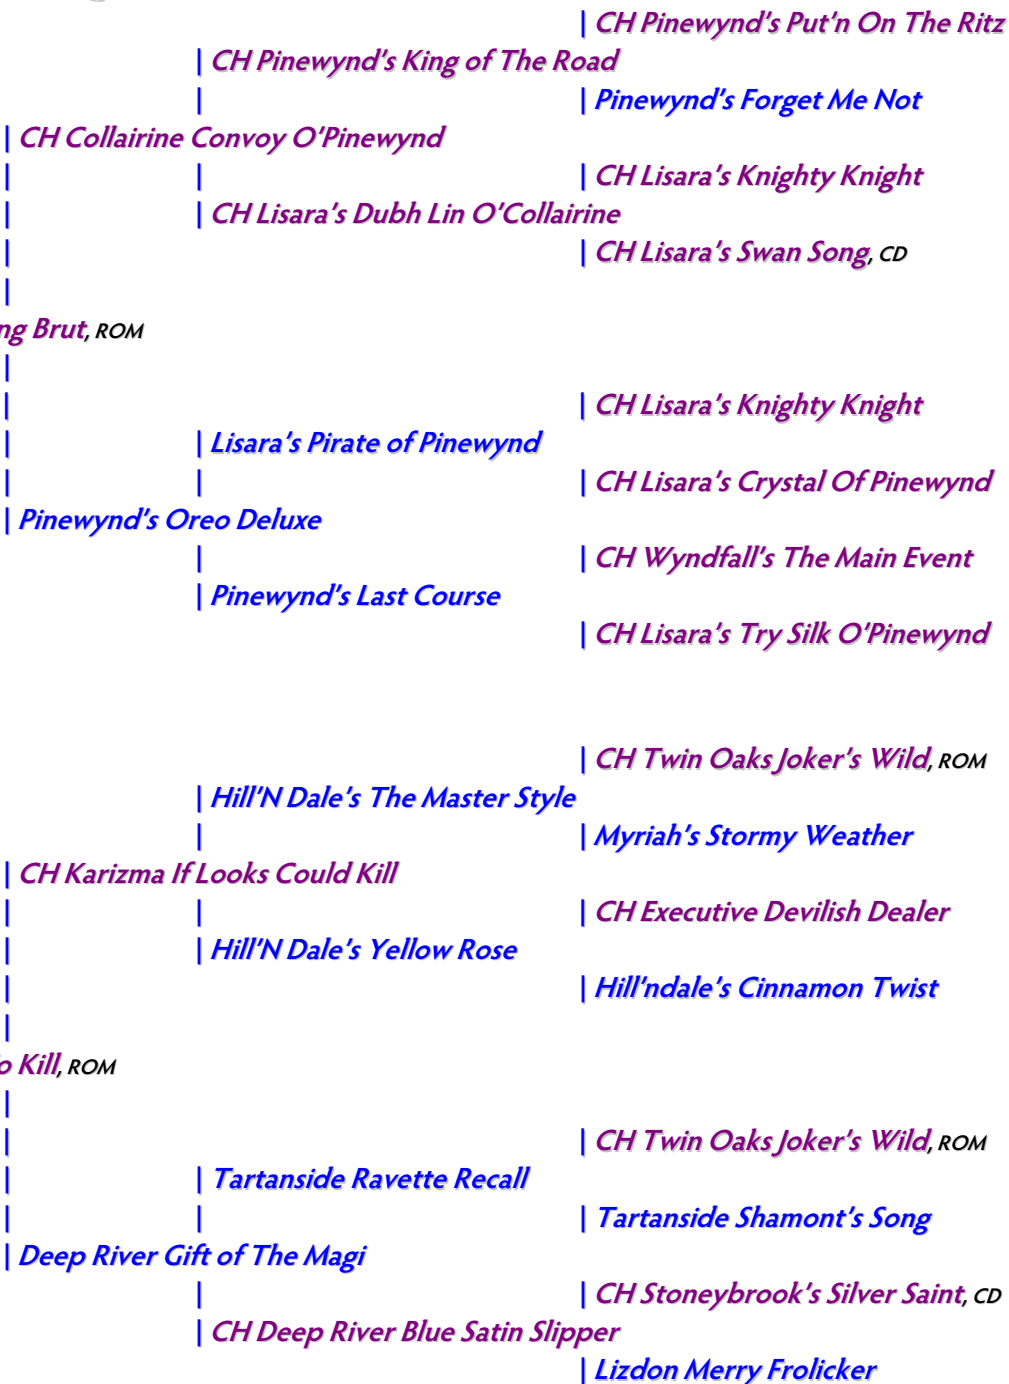 | CH Pinewynd's Put'n On The Ritz
| CH Pinewynd's King of The Road
| | Pinewynd's Forget Me Not
| CH Collairine Convoy O'Pinewynd
| | | CH Lisara's Knighty Knight
| | CH Lisara's Dubh Lin O'Collairine
| | CH Lisara's Swan Song, CD
|
ng Brut, ROM
|
| | CH Lisara's Knighty Knight
| | Lisara's Pirate of Pinewynd
| | | CH Lisara's Crystal Of Pinewynd
| Pinewynd's Oreo Deluxe
| | CH Wyndfall's The Main Event
| Pinewynd's Last Course
| CH Lisara's Try Silk O'Pinewynd
| CH Twin Oaks Joker's Wild, ROM
| Hill'N Dale's The Master Style
| | Myriah's Stormy Weather
| CH Karizma If Looks Could Kill
| | | CH Executive Devilish Dealer
| | Hill'N Dale's Yellow Rose
| | Hill'ndale's Cinnamon Twist
|
o Kill, ROM
|
| | CH Twin Oaks Joker's Wild, ROM
| | Tartanside Ravette Recall
| | | Tartanside Shamont's Song
| Deep River Gift of The Magi
| | CH Stoneybrook's Silver Saint, CD
| CH Deep River Blue Satin Slipper
| Lizdon Merry Frolicker